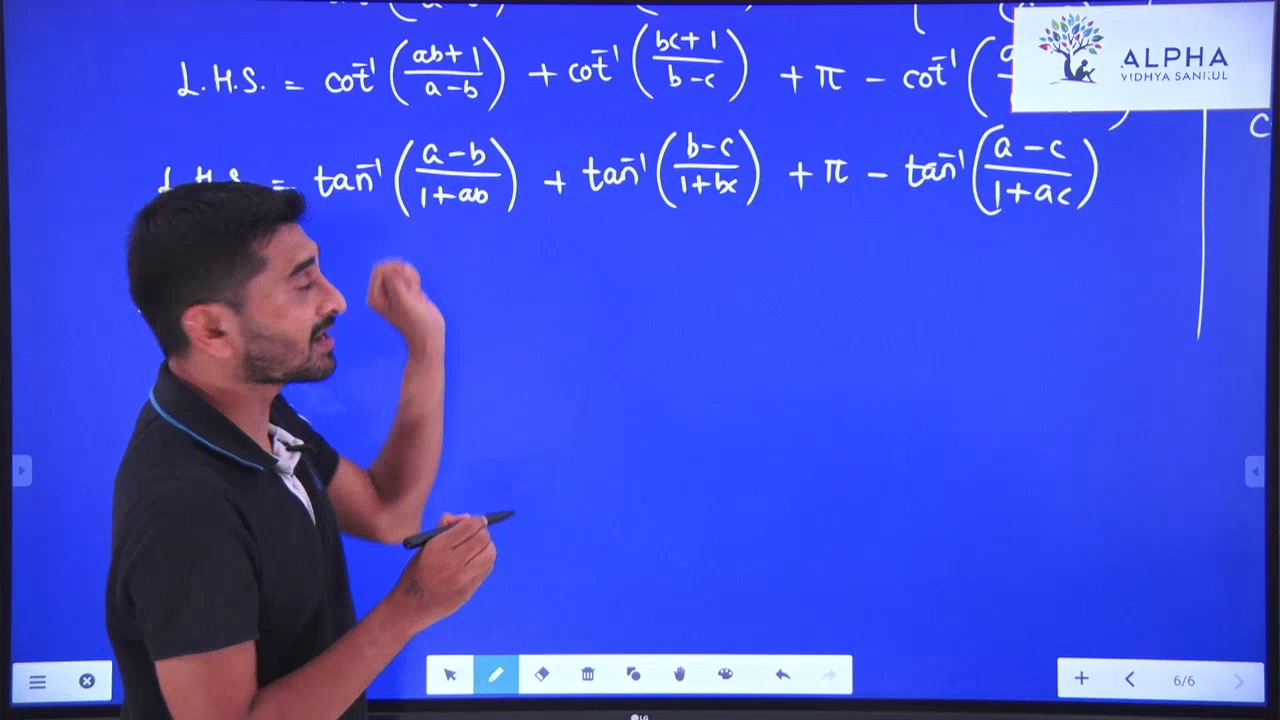 L.H.S. = cot⁻¹((ab+1)/(a-b)) + cot⁻¹((bc+1)/(b-c)) + π - cot⁻¹(
L.H.S. = tan⁻¹((a-b)/(1+ab)) + tan⁻¹((b-c)/(1+bc)) + π - tan⁻¹((a-c)/(1+ac))
ALPHA
VIDHYA SANKUL
6/6
LG